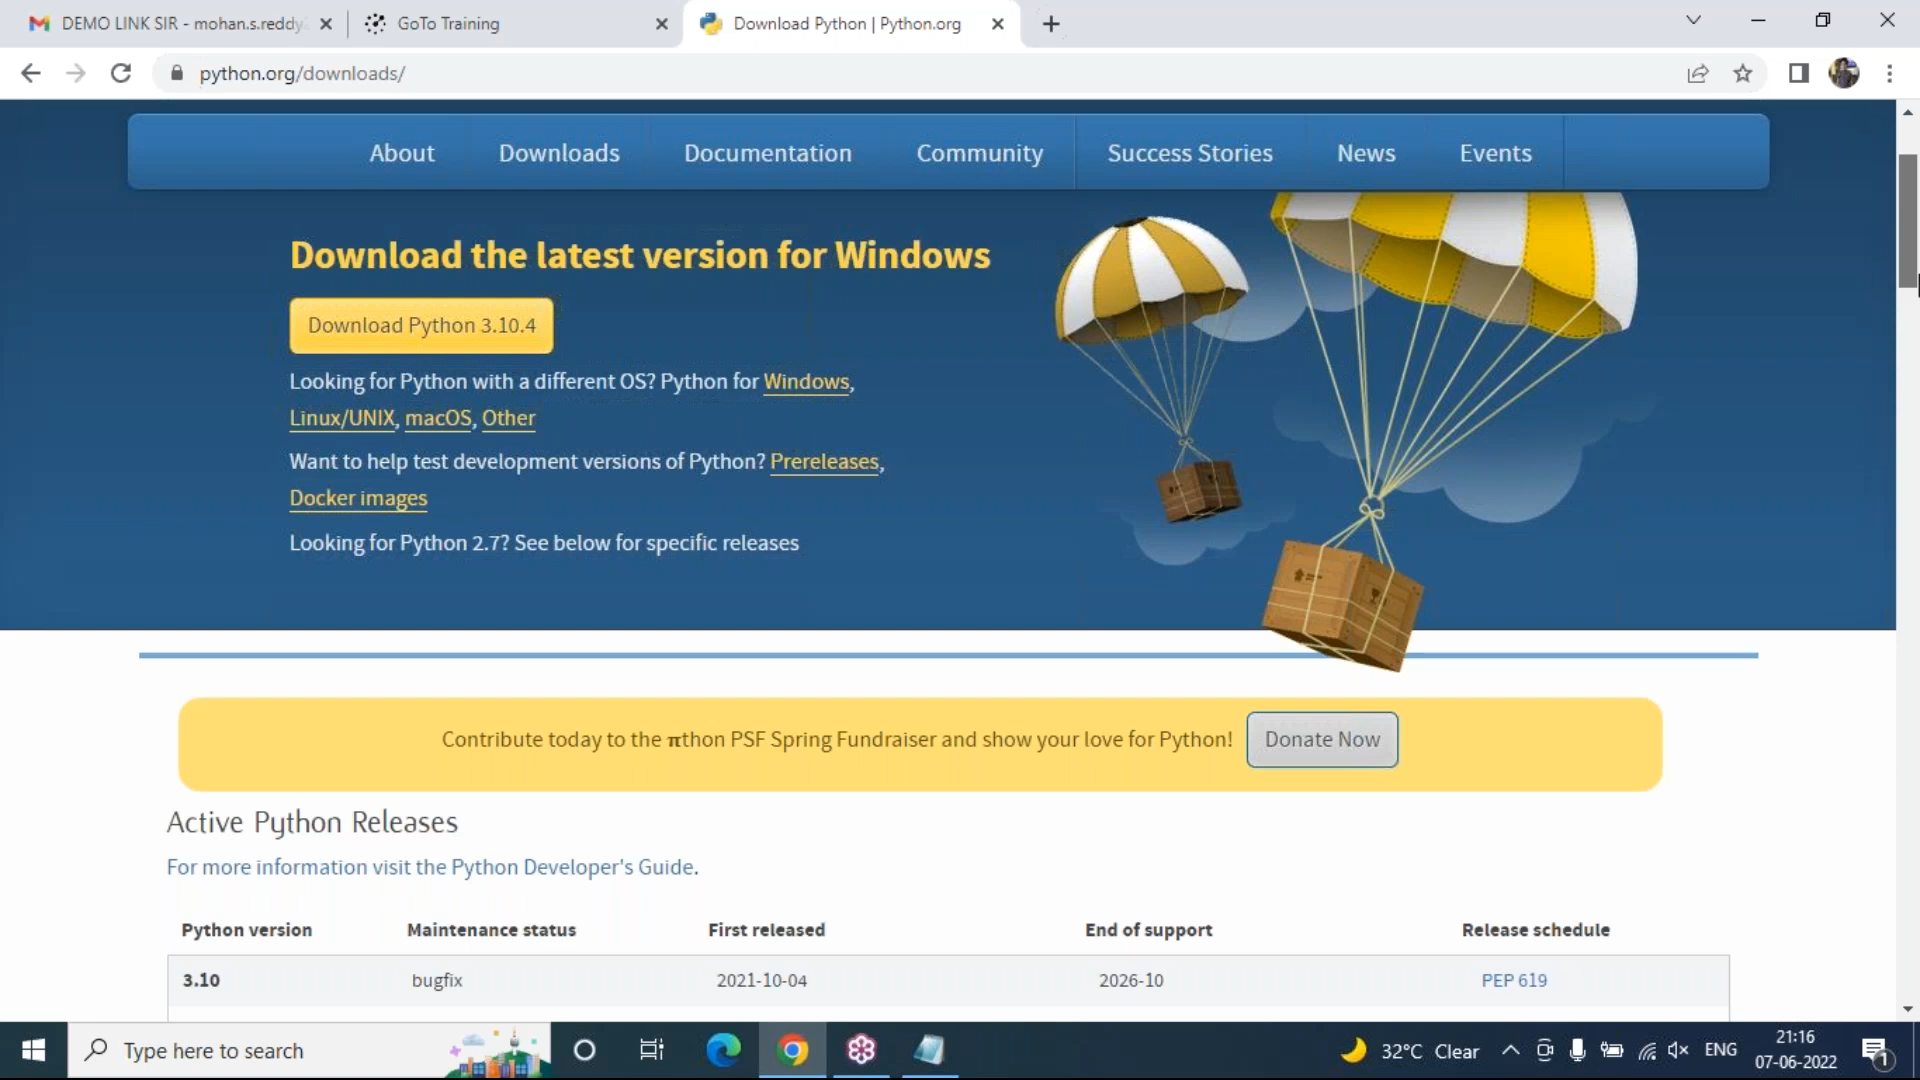 DEMO LINK SIR - mohan.s.reddy
GoTo Training
Download Python | Python.org
python.org/downloads/
About Downloads Documentation Community Success Stories News Events
Download the latest version for Windows
Download Python 3.10.4
Looking for Python with a different OS? Python for Windows,
Linux/UNIX, macOS, Other
Want to help test development versions of Python? Prereleases,
Docker images
Looking for Python 2.7? See below for specific releases
Contribute today to the πthon PSF Spring Fundraiser and show your love for Python! Donate Now
Active Python Releases
For more information visit the Python Developer's Guide.
Python version Maintenance status First released End of support Release schedule
3.10 bugfix 2021-10-04 2026-10 PEP 619
Type here to search
32°C Clear
ENG
21:16
07-06-2022
1